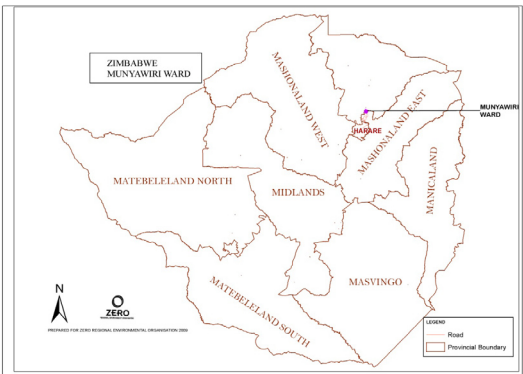 ZIMBABWE
MUNYAWIRI WARD
MASHONALAND WEST
MUNYAWIRI
WARD
HARARE
MASHONALAND EAST
MATEBELELAND NORTH
MIDLANDS
MANICALAND
MASVINGO
MATEBELELAND SOUTH
N
ZERO
PREPARED FOR ZERO REGIONAL ENVIRONMENTAL ORGANISATION 2009
LEGEND
Road
Provincial Boundary